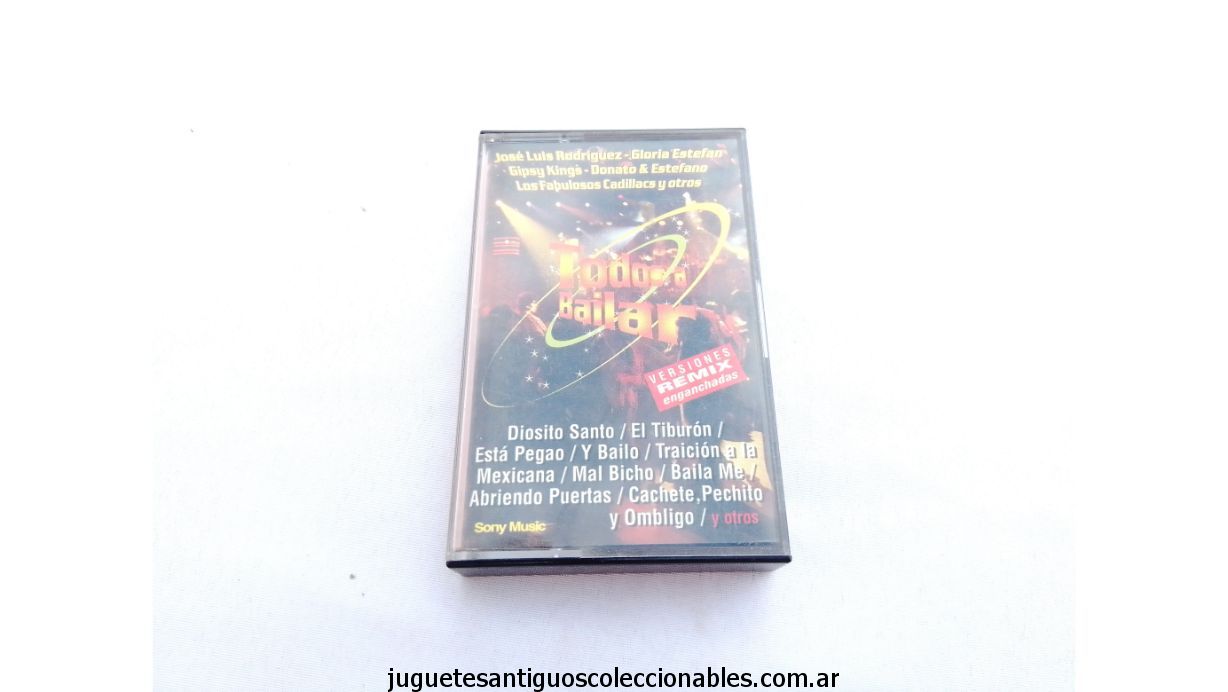 José Luis Rodríguez - Gloria Estefan
Gipsy Kings - Donato & Estefano
Los Fabulosos Cadillacs y otros
Todos a
Bailar
VERSIONES
REMIX
enganchadas
Diosito Santo / El Tiburón /
Está Pegao / Y Bailo / Traición a la
Mexicana / Mal Bicho / Baila Me /
Abriendo Puertas / Cachete, Pechito
y Ombligo / y otros
Sony Music
juguetesantiguoscoleccionables.com.ar